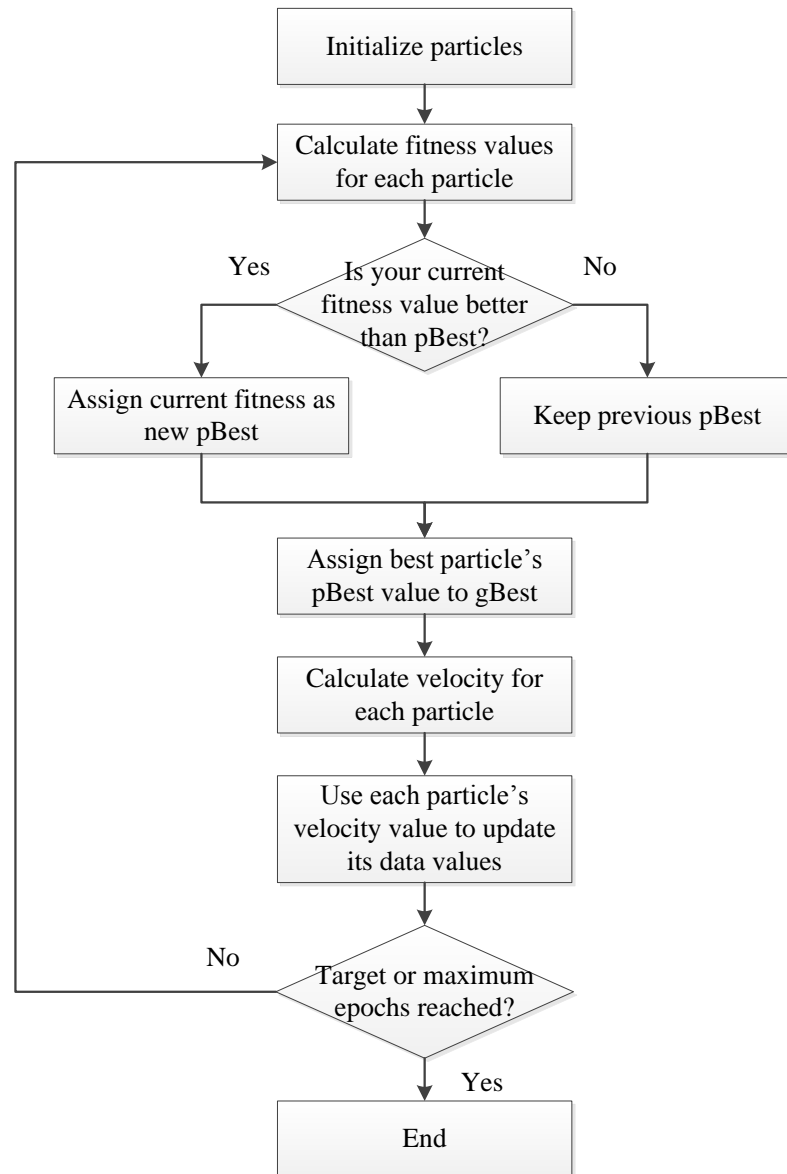 Initialize particles
Calculate fitness values
for each particle
Yes
Is your current
fitness value better
than pBest?
No
Assign current fitness as
new pBest
Keep previous pBest
Assign best particle’s
pBest value to gBest
Calculate velocity for
each particle
Use each particle’s
velocity value to update
its data values
No
Target or maximum
epochs reached?
Yes
End